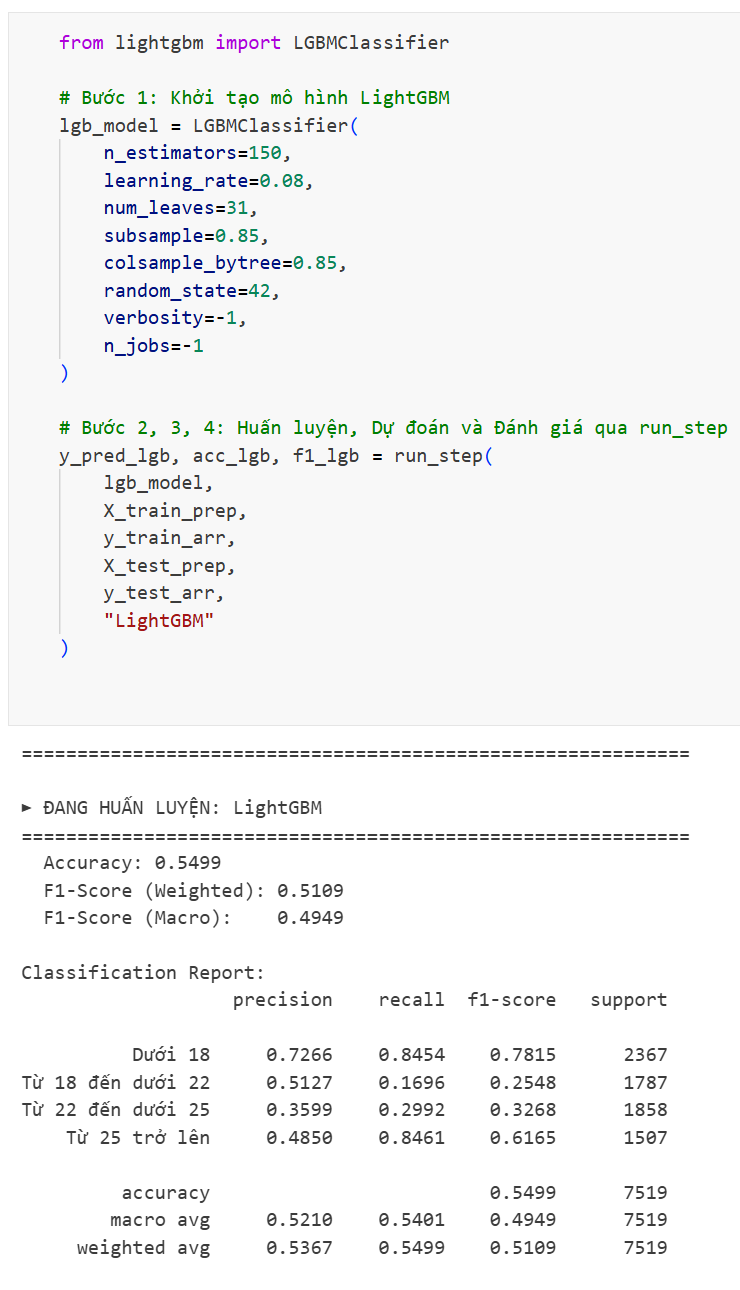 from lightgbm import LGBMClassifier
# Bước 1: Khởi tạo mô hình LightGBM
lgb_model = LGBMClassifier(
n_estimators=150,
learning_rate=0.08,
num_leaves=31,
subsample=0.85,
colsample_bytree=0.85,
random_state=42,
verbosity=-1,
n_jobs=-1
)
# Bước 2, 3, 4: Huấn luyện, Dự đoán và Đánh giá qua run_step
y_pred_lgb, acc_lgb, f1_lgb = run_step(
lgb_model,
X_train_prep,
y_train_arr,
X_test_prep,
y_test_arr,
"LightGBM"
)
============================================================
► ĐANG HUẤN LUYỆN: LightGBM
============================================================
Accuracy: 0.5499
F1-Score (Weighted): 0.5109
F1-Score (Macro): 0.4949
Classification Report:
precision recall f1-score support
Dưới 18 0.7266 0.8454 0.7815 2367
Từ 18 đến dưới 22 0.5127 0.1696 0.2548 1787
Từ 22 đến dưới 25 0.3599 0.2992 0.3268 1858
Từ 25 trở lên 0.4850 0.8461 0.6165 1507
accuracy 0.5499 7519
macro avg 0.5210 0.5401 0.4949 7519
weighted avg 0.5367 0.5499 0.5109 7519